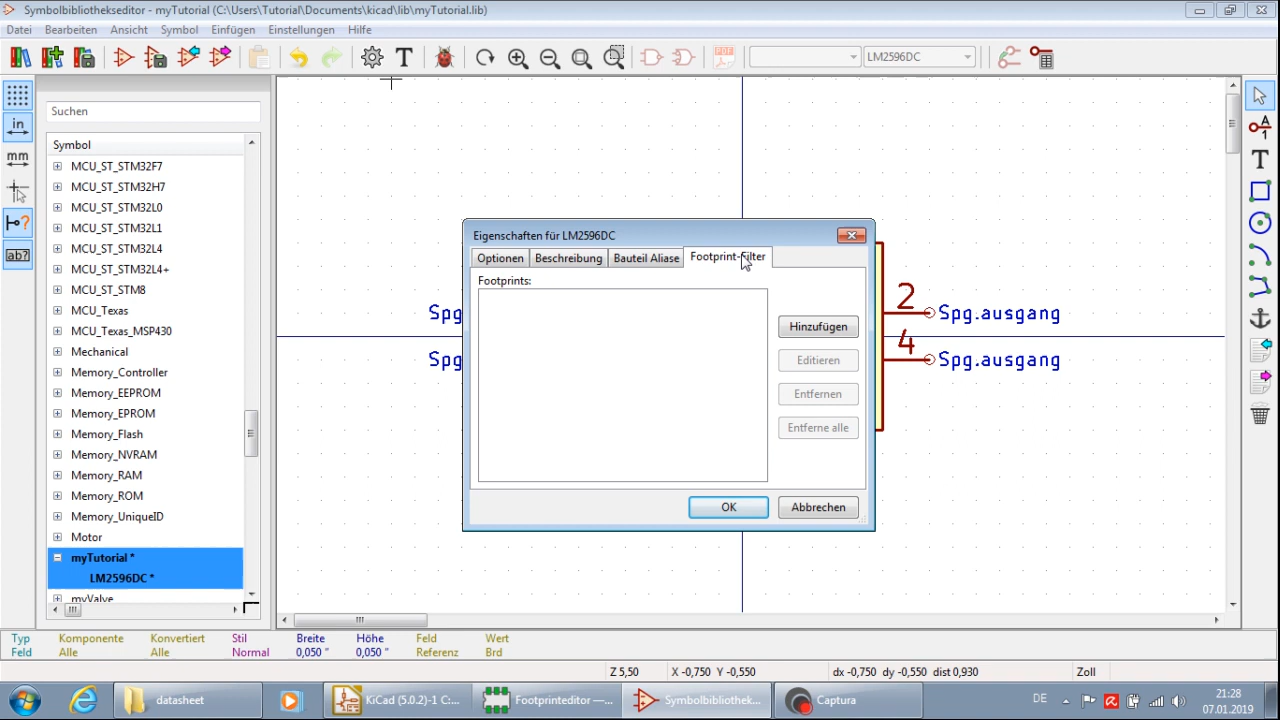 Symbolbibliothekseditor - myTutorial (C:\Users\Tutorial\Documents\kicad\lib\myTutorial.lib)
Datei Bearbeiten Ansicht Symbol Einfügen Einstellungen Hilfe
T PDF LM2596DC
in
mm
?
ab?
A
1
T
Suchen
Symbol
MCU_ST_STM32F7
MCU_ST_STM32H7
MCU_ST_STM32L0
MCU_ST_STM32L1
MCU_ST_STM32L4
MCU_ST_STM32L4+
MCU_ST_STM8
MCU_Texas
MCU_Texas_MSP430
Mechanical
Memory_Controller
Memory_EEPROM
Memory_EPROM
Memory_Flash
Memory_NVRAM
Memory_RAM
Memory_ROM
Memory_UniqueID
Motor
myTutorial *
LM2596DC *
myValve
Eigenschaften für LM2596DC
Optionen Beschreibung Bauteil Aliase Footprint-Filter
Footprints:
Hinzufügen
Editieren
Entfernen
Entferne alle
OK Abbrechen
Spg
Spg
2 Spg.ausgang
4 Spg.ausgang
Typ Komponente Konvertiert Stil Breite Höhe Feld Wert
Feld Alle Alle Normal 0,050 " 0,050 " Referenz Brd
Z 5,50 X -0,750 Y -0,550 dx -0,750 dy -0,550 dist 0,930 Zoll
datasheet KiCad (5.0.2)-1 C:... Footprinteditor —... Symbolbibliothek... Captura DE 21:28
07.01.2019